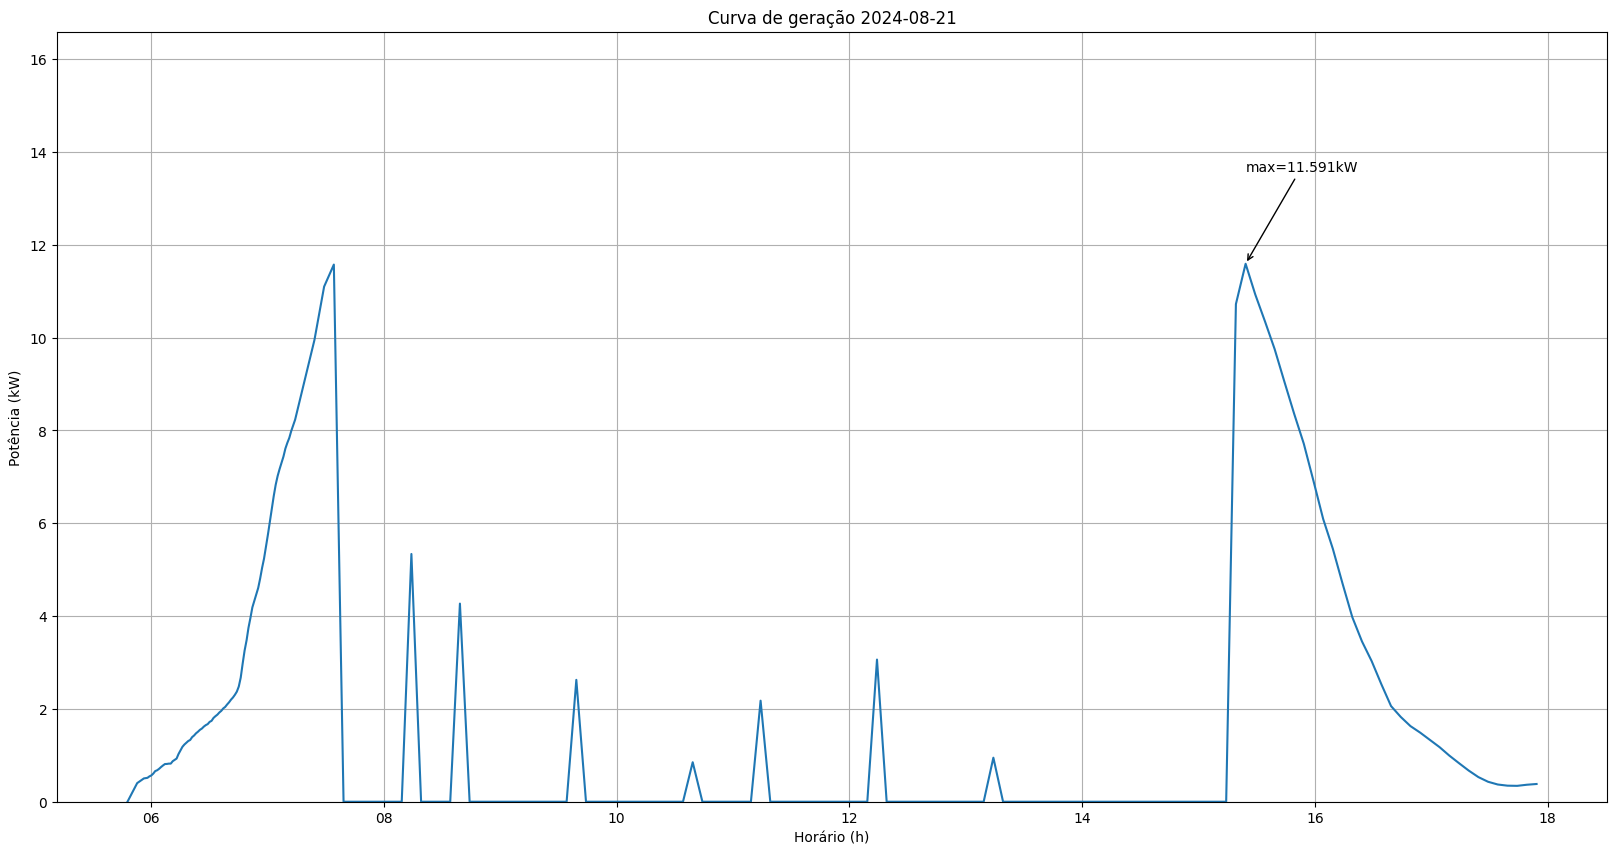 Curva de geração 2024-08-21
16
14
12
10
8
6
4
2
0
Potência (kW)
max=11.591kW
06 08 10 12 14 16 18
Horário (h)